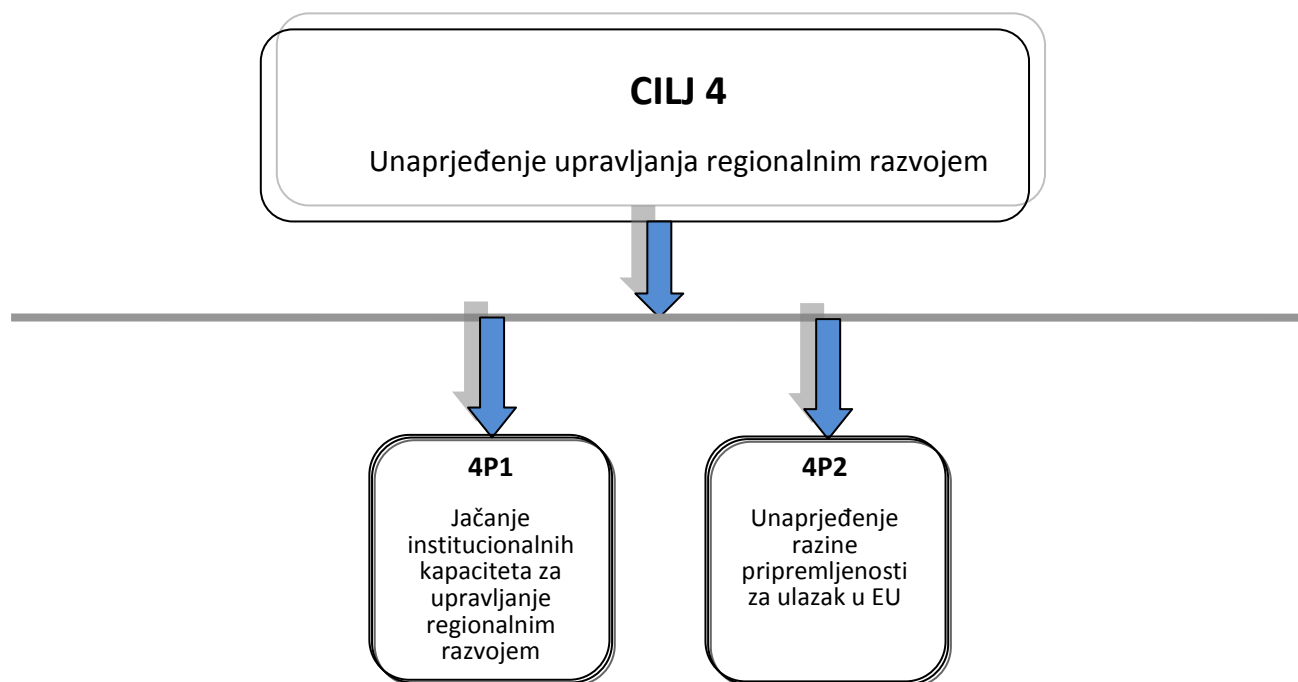 CILJ 4
Unaprjeđenje upravljanja regionalnim razvojem
4P1
Jačanje
institucionalnih
kapaciteta za
upravljanje
regionalnim
razvojem
4P2
Unaprjeđenje
razine
pripremljenosti
za ulazak u EU